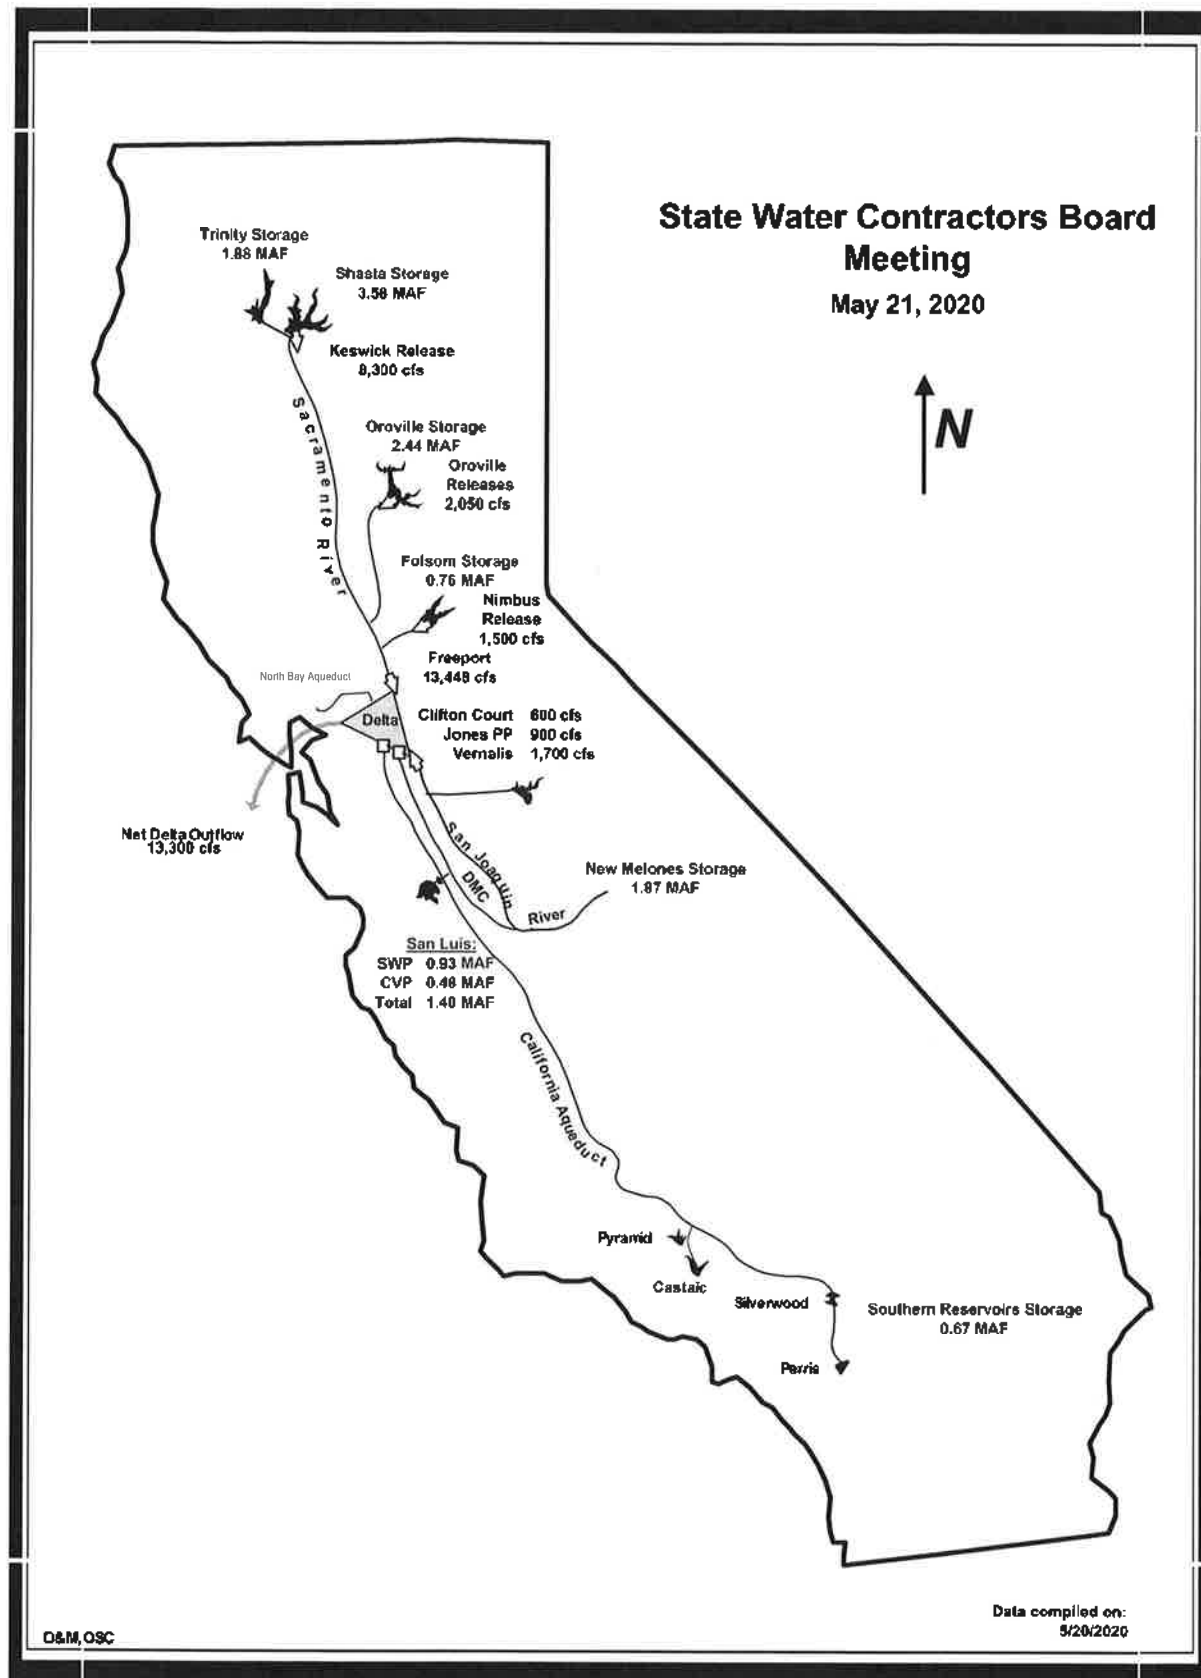 State Water Contractors Board
Meeting
May 21, 2020
N
Trinity Storage
1.88 MAF
Shasta Storage
3.58 MAF
Keswick Release
8,300 cfs
Sacramento River
Oroville Storage
2.44 MAF
Oroville
Releases
2,050 cfs
Folsom Storage
0.76 MAF
Nimbus
Release
1,500 cfs
Freeport
13,448 cfs
North Bay Aqueduct
Delta
Clifton Court 600 cfs
Jones PP 900 cfs
Vernalis 1,700 cfs
Net Delta Outflow
13,300 cfs
San Joaquin
River
DMC
New Melones Storage
1.87 MAF
San Luis:
SWP 0.93 MAF
CVP 0.48 MAF
Total 1.40 MAF
California Aqueduct
Pyramid
Castaic
Silverwood
Southern Reservoirs Storage
0.67 MAF
Perris
Data compiled on:
5/20/2020
O&M, OSC